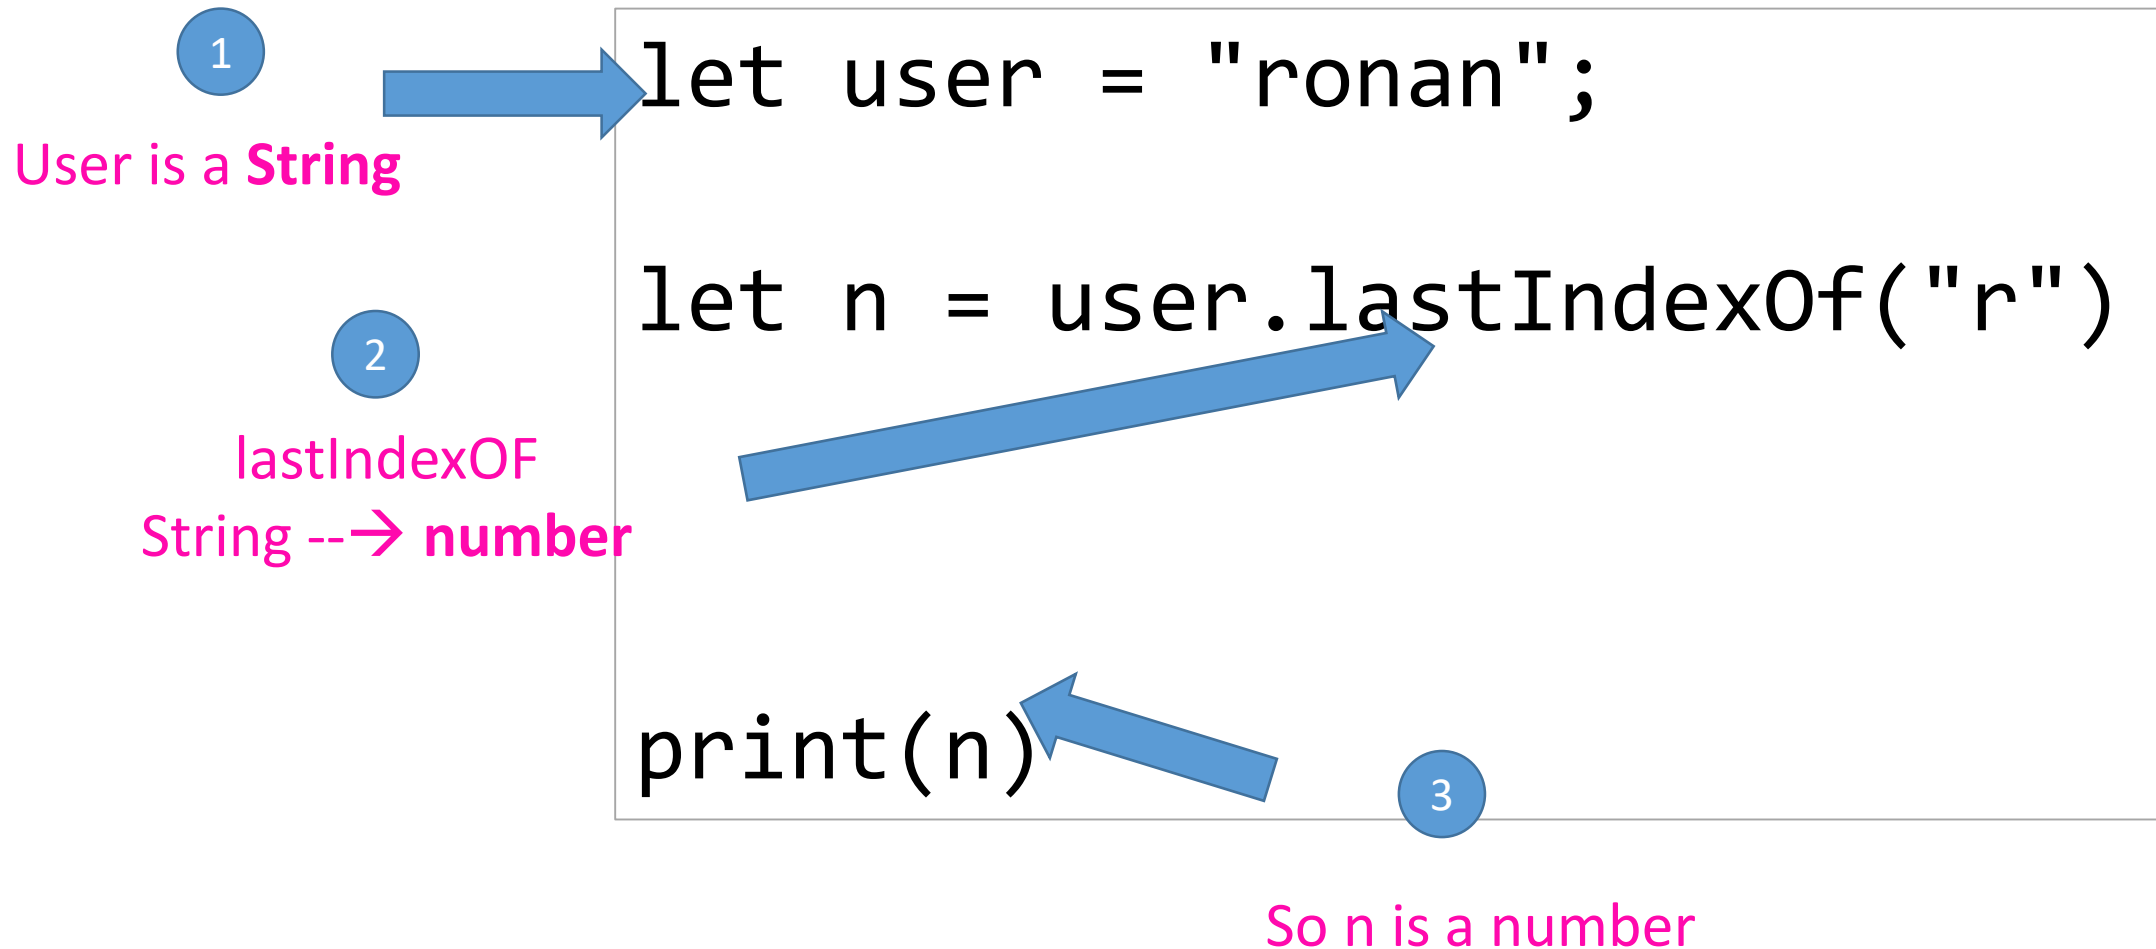 1
User is a String
let user = "ronan";
let n = user.lastIndexOf("r")
2
lastIndexOF
String --→ number
print(n)
3
So n is a number